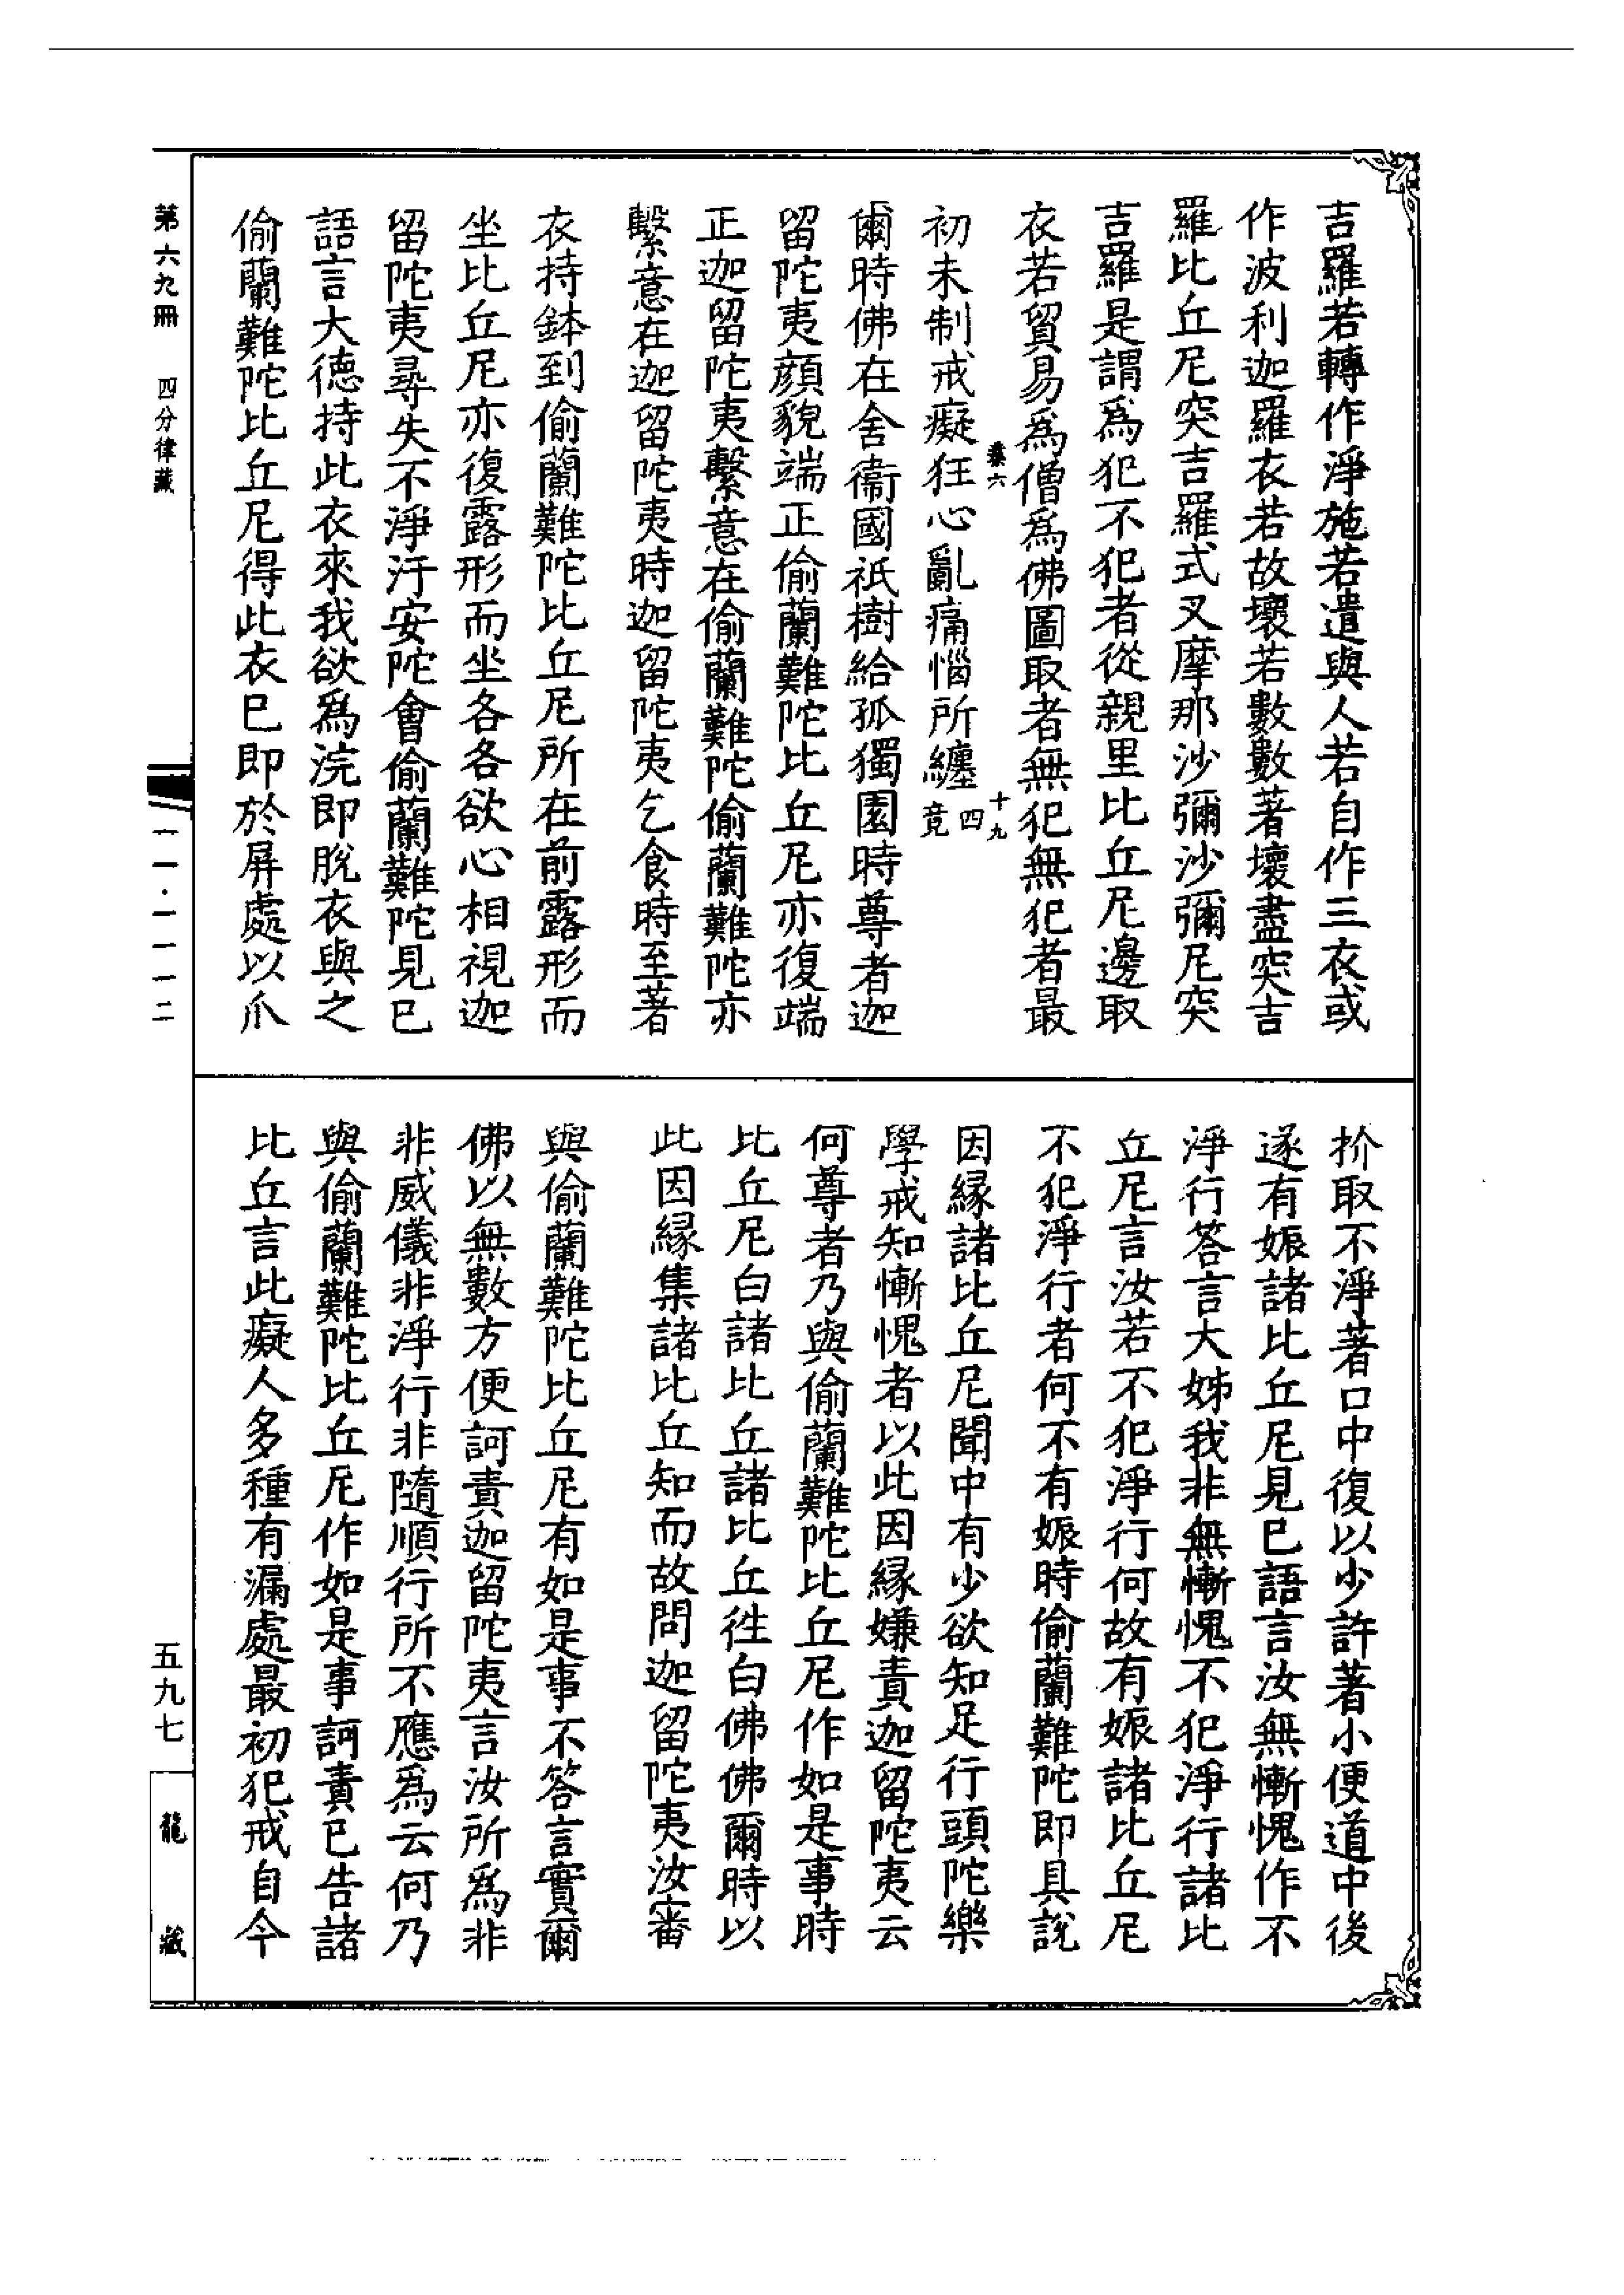 吉羅若轉作淨施若遣與人若自作三衣或
作波利迦羅衣若故壞若數數著壞盡突吉
羅比丘尼突吉羅式叉摩那沙彌沙彌尼突
吉羅是謂爲犯不犯者從親里比丘尼邊取
衣若貿易爲僧爲佛圖取者無犯無犯者最
卷六 十九
初未制戒癡狂心亂痛惱所纏四竟
爾時佛在舍衞國祇樹給孤獨園時尊者迦
留陀夷顏貌端正偷蘭難陀比丘尼亦復端
正迦留陀夷繫意在偷蘭難陀偷蘭難陀亦
繫意在迦留陀夷時迦留陀夷乞食時至著
衣持鉢到偷蘭難陀比丘尼所在前露形而
坐比丘尼亦復露形而坐各各欲心相視迦
留陀夷尋失不淨汙安陀會偷蘭難陀見已
語言大德持此衣來我欲爲浣即脫衣與之
偷蘭難陀比丘尼得此衣已即於屏處以爪
抃取不淨著口中復以少許著小便道中後
遂有娠諸比丘尼見已語言汝無慚愧作不
淨行答言大姊我非無慚愧不犯淨行諸比
丘尼言汝若不犯淨行何故有娠諸比丘尼
不犯淨行者何不有娠時偷蘭難陀即具說
因緣諸比丘尼聞中有少欲知足行頭陀樂
學戒知慚愧者以此因緣嫌責迦留陀夷云
何尊者乃與偷蘭難陀比丘尼作如是事時
比丘尼白諸比丘諸比丘往白佛佛爾時以
此因緣集諸比丘知而故問迦留陀夷汝審
與偷蘭難陀比丘尼有如是事不答言實爾
佛以無數方便訶責迦留陀夷言汝所爲非
非威儀非淨行非隨順行所不應爲云何乃
與偷蘭難陀比丘尼作如是事訶責已告諸
比丘言此癡人多種有漏處最初犯戒自今
第六九冊 四分律藏
一一·一一一二
五九七
龍藏